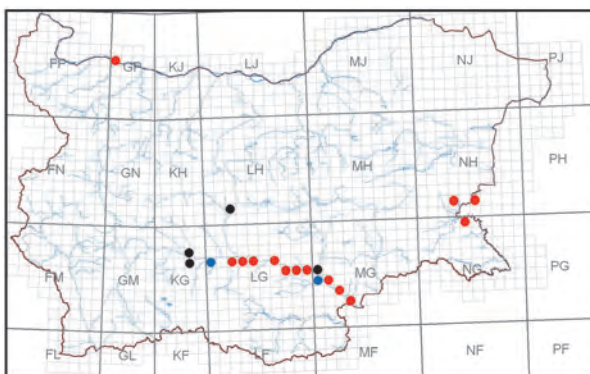 FP GP KJ LJ MJ NJ PJ
FN GN KH LH MH NH PH
FM GM KG LG MG NG PG
FL GL KF LF MF NF PF